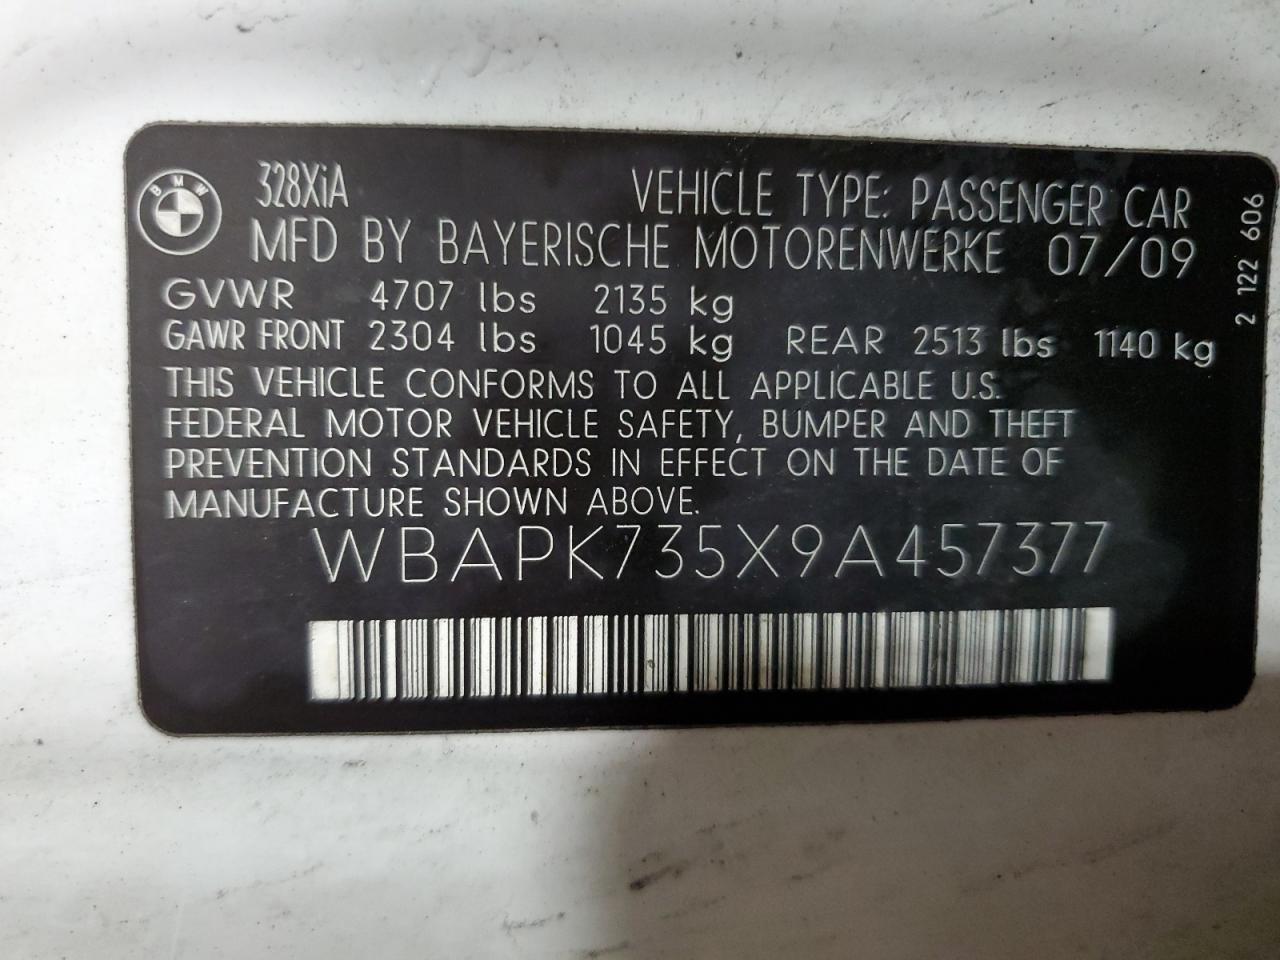 BMW
328XiA VEHICLE TYPE: PASSENGER CAR
MFD BY BAYERISCHE MOTORENWERKE 07/09
GVWR 4707 lbs 2135 kg
GAWR FRONT 2304 lbs 1045 kg REAR 2513 lbs 1140 kg
THIS VEHICLE CONFORMS TO ALL APPLICABLE U.S.
FEDERAL MOTOR VEHICLE SAFETY, BUMPER AND THEFT
PREVENTION STANDARDS IN EFFECT ON THE DATE OF
MANUFACTURE SHOWN ABOVE.
WBAPK735X9A457377
2 122 606